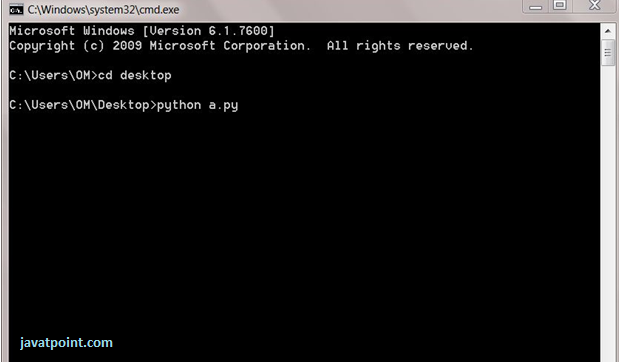 C:\Windows\system32\cmd.exe
Microsoft Windows [Version 6.1.7600]
Copyright (c) 2009 Microsoft Corporation.  All rights reserved.
C:\Users\OM>cd desktop
C:\Users\OM\Desktop>python a.py
javatpoint.com